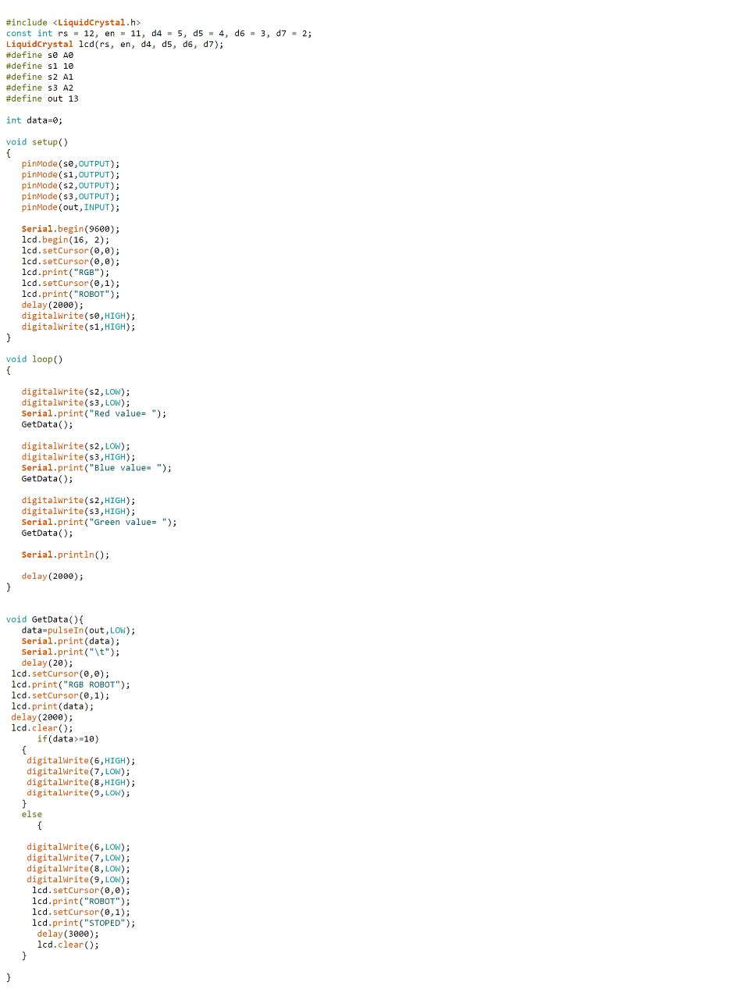 #include <LiquidCrystal.h>
const int rs = 12, en = 11, d4 = 5, d5 = 4, d6 = 3, d7 = 2;
LiquidCrystal lcd(rs, en, d4, d5, d6, d7);
#define s0 A0
#define s1 10
#define s2 A1
#define s3 A2
#define out 13

int data=0;

void setup()
{
   pinMode(s0,OUTPUT);
   pinMode(s1,OUTPUT);
   pinMode(s2,OUTPUT);
   pinMode(s3,OUTPUT);
   pinMode(out,INPUT);

   Serial.begin(9600);
   lcd.begin(16, 2);
   lcd.setCursor(0,0);
   lcd.setCursor(0,0);
   lcd.print("RGB");
   lcd.setCursor(0,1);
   lcd.print("ROBOT");
   delay(2000);
   digitalWrite(s0,HIGH);
   digitalWrite(s1,HIGH);
}

void loop()
{

   digitalWrite(s2,LOW);
   digitalWrite(s3,LOW);
   Serial.print("Red value= ");
   GetData();

   digitalWrite(s2,LOW);
   digitalWrite(s3,HIGH);
   Serial.print("Blue value= ");
   GetData();

   digitalWrite(s2,HIGH);
   digitalWrite(s3,HIGH);
   Serial.print("Green value= ");
   GetData();

   Serial.println();

   delay(2000);
}


void GetData(){
   data=pulseIn(out,LOW);
   Serial.print(data);
   Serial.print("\t");
   delay(20);
 lcd.setCursor(0,0);
 lcd.print("RGB ROBOT");
 lcd.setCursor(0,1);
 lcd.print(data);
 delay(2000);
 lcd.clear();
      if(data>=10)
   {
    digitalWrite(6,HIGH);
    digitalWrite(7,LOW);
    digitalWrite(8,HIGH);
    digitalWrite(9,LOW);
   }
   else
      {

    digitalWrite(6,LOW);
    digitalWrite(7,LOW);
    digitalWrite(8,LOW);
    digitalWrite(9,LOW);
     lcd.setCursor(0,0);
     lcd.print("ROBOT");
     lcd.setCursor(0,1);
     lcd.print("STOPED");
      delay(3000);
      lcd.clear();
   }

}